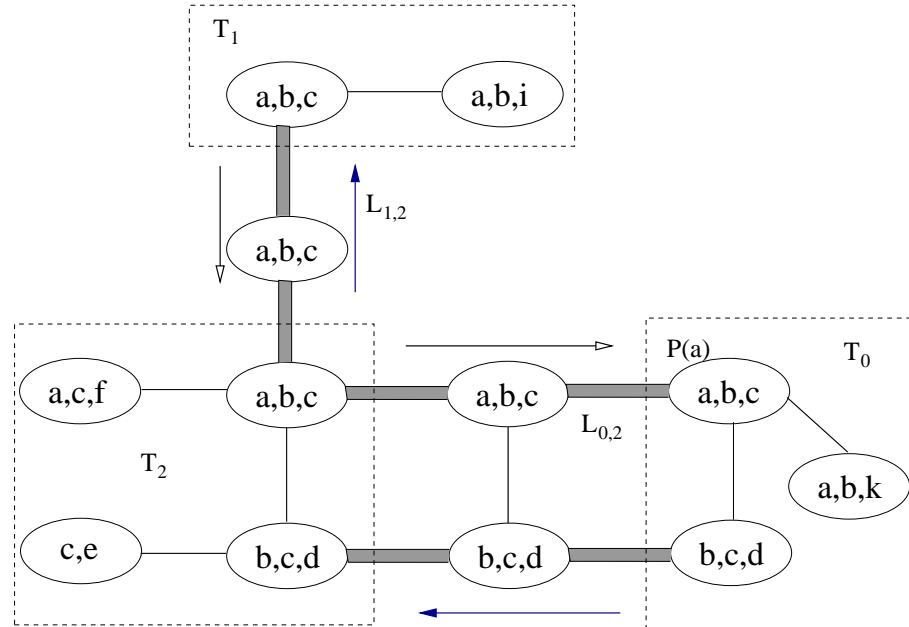 T1
a,b,c
a,b,i
L1,2
a,b,c
P(a)
T0
a,c,f
a,b,c
a,b,c
a,b,c
L0,2
T2
a,b,k
c,e
b,c,d
b,c,d
b,c,d